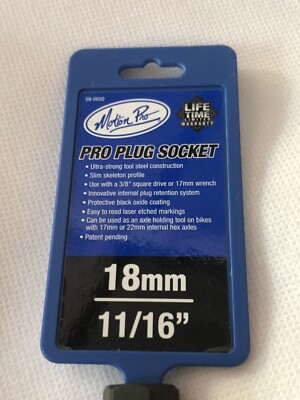 08-0600
Motion Pro
LIFE
TIME
WARRANTY
PRO PLUG SOCKET
• Ultra-strong tool steel construction
• Slim skeleton profile
• Use with a 3/8" square drive or 17mm wrench
• Innovative internal plug retention system
• Protective black oxide coating
• Easy to read laser etched markings
• Can be used as an axle holding tool on bikes
with 17mm or 22mm internal hex axles
• Patent pending
18mm
11/16”